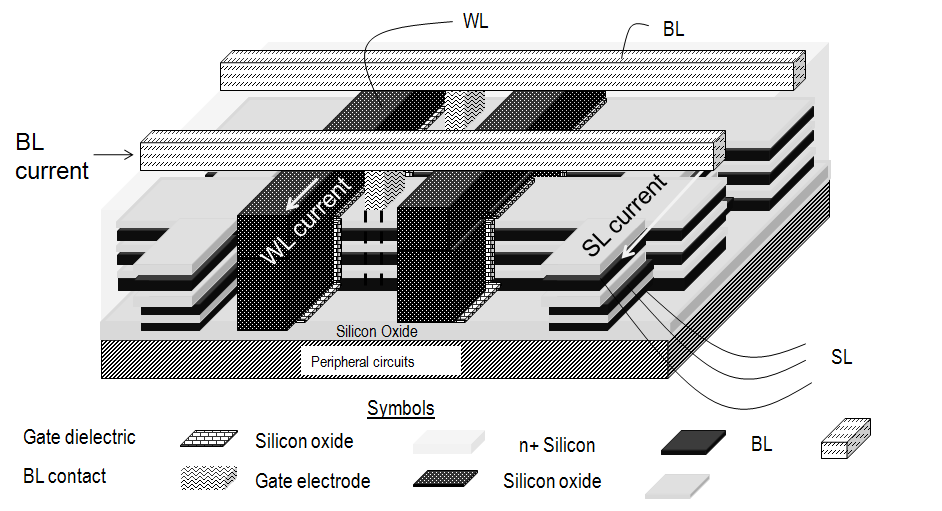 WL
BL
BL
current
WL current
SL current
Silicon Oxide
Peripheral circuits
SL
Symbols
Gate dielectric
Silicon oxide
n+ Silicon
BL
BL contact
Gate electrode
Silicon oxide